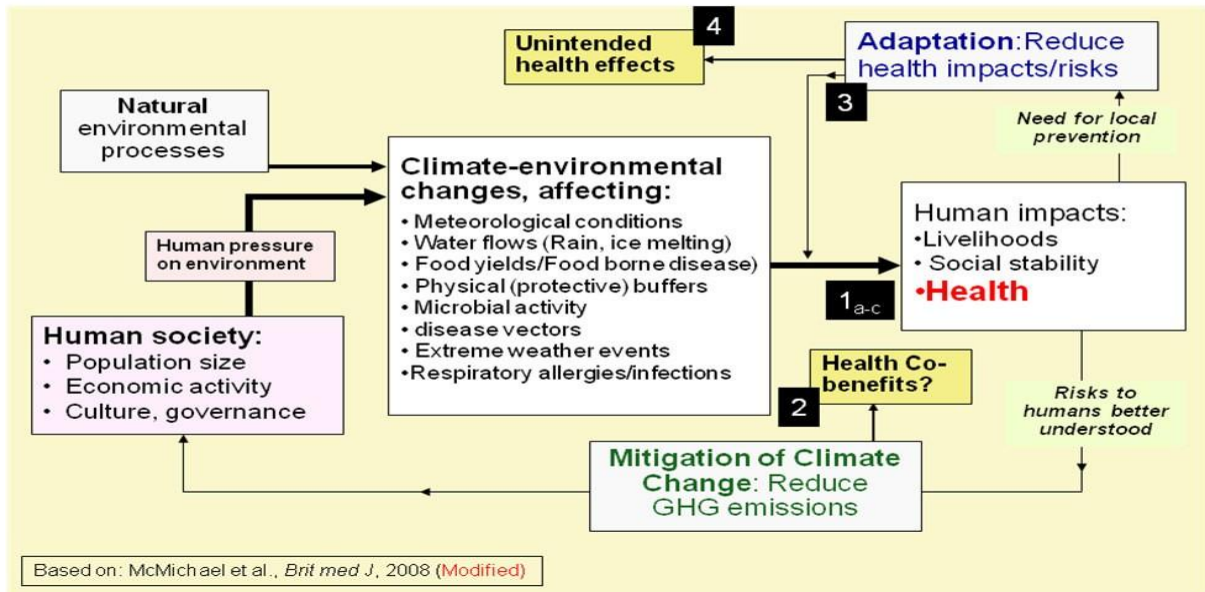 4
Unintended
health effects
Adaptation:Reduce
health impacts/risks
3
Need for local
prevention
Natural
environmental
processes
Human pressure
on environment
Climate-environmental
changes, affecting:
• Meteorological conditions
• Water flows (Rain, ice melting)
• Food yields/Food borne disease)
• Physical (protective) buffers
• Microbial activity
• disease vectors
• Extreme weather events
•Respiratory allergies/infections
1a-c
Human impacts:
•Livelihoods
• Social stability
•Health
Human society:
• Population size
• Economic activity
• Culture, governance
Health Co-
benefits?
2
Risks to
humans better
understood
Mitigation of Climate
Change: Reduce
GHG emissions
Based on: McMichael et al., Brit med J, 2008 (Modified)